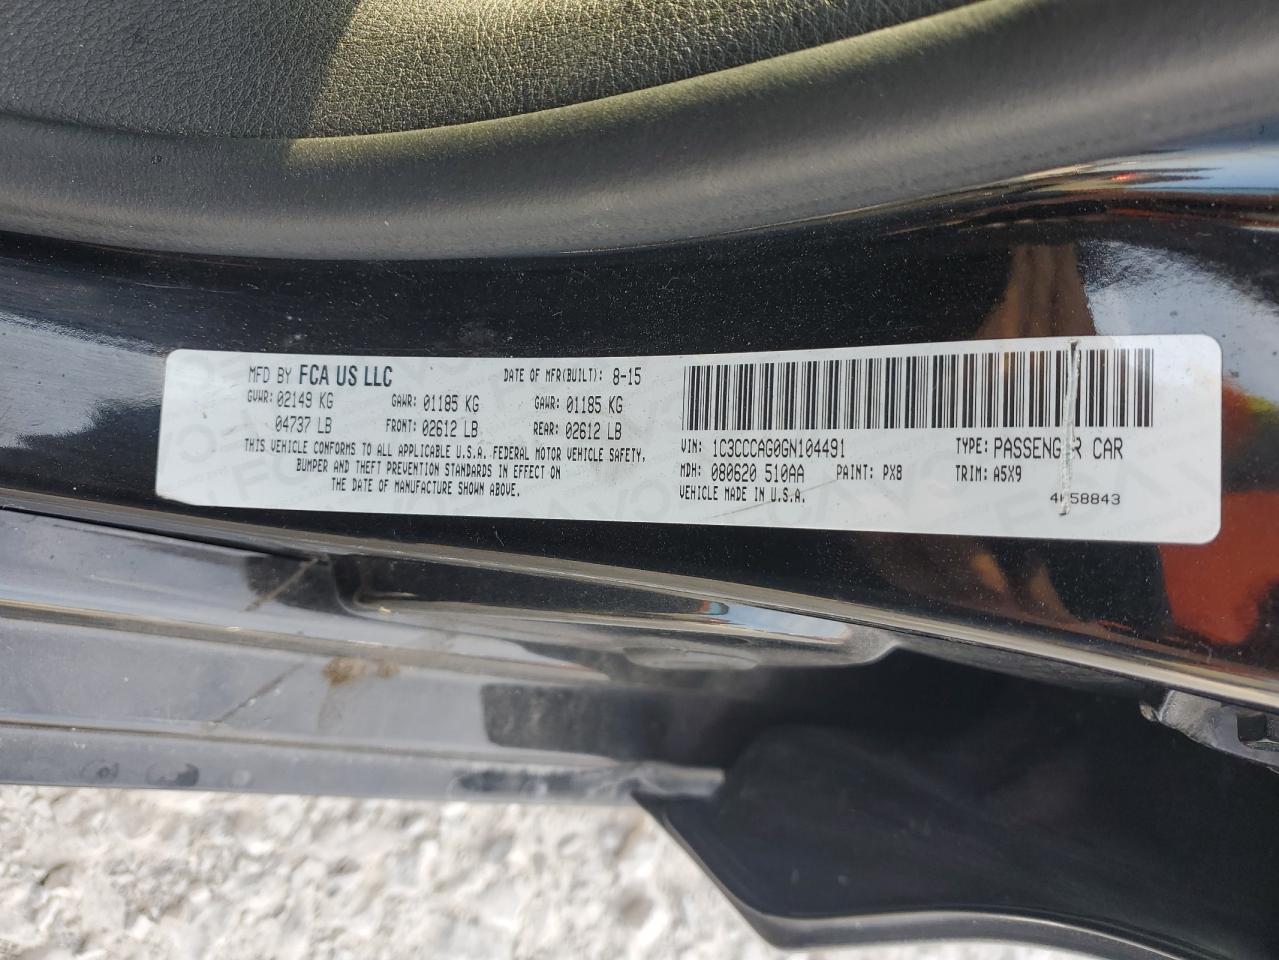 MFD BY FCA US LLC DATE OF MFR(BUILT): 8-15
GVWR: 02149 KG GAWR: 01185 KG GAWR: 01185 KG
04737 LB FRONT: 02612 LB REAR: 02612 LB
THIS VEHICLE CONFORMS TO ALL APPLICABLE U.S.A. FEDERAL MOTOR VEHICLE SAFETY,
BUMPER AND THEFT PREVENTION STANDARDS IN EFFECT ON
THE DATE OF MANUFACTURE SHOWN ABOVE.
VIN: 1C3CCCAG0GN104491 TYPE: PASSENGER CAR
MDH: 080620 510AA PAINT: PX8 TRIM: A5X9
VEHICLE MADE IN U.S.A.